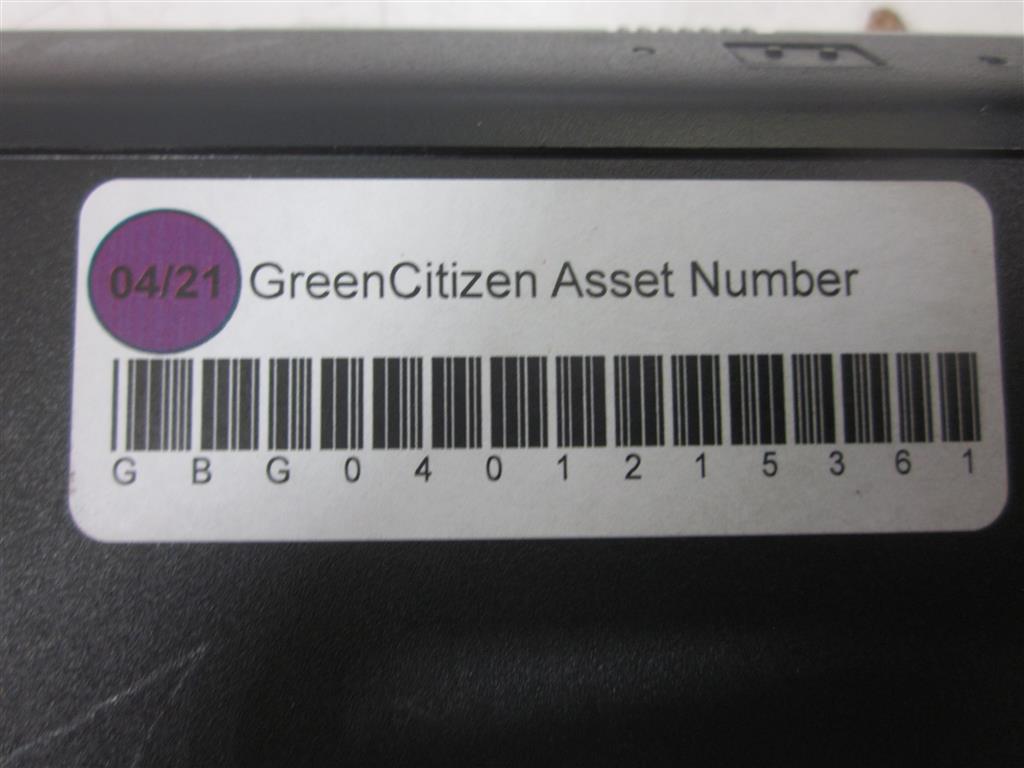 04/21 GreenCitizen Asset Number
G B G 0 4 0 1 2 1 5 3 6 1